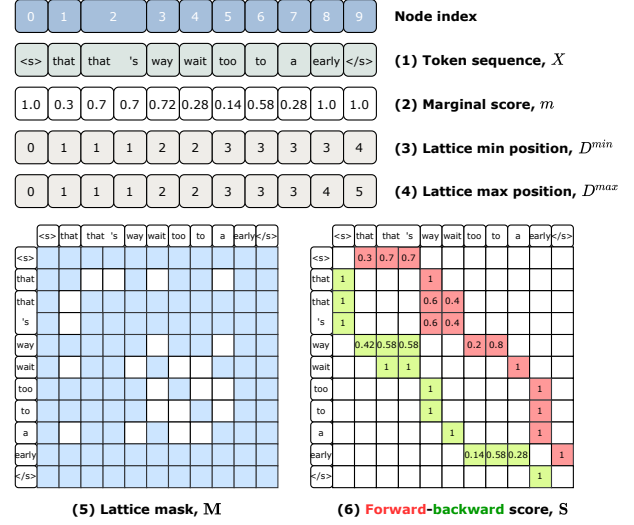 0 1 2 3 4 5 6 7 8 9 Node index
<s> that that 's way wait too to a early </s> (1) Token sequence, X
1.0 0.3 0.7 0.7 0.72 0.28 0.14 0.58 0.28 1.0 1.0 (2) Marginal score, m
0 1 1 1 2 2 3 3 3 3 4 (3) Lattice min position, D^min
0 1 1 1 2 2 3 3 3 4 5 (4) Lattice max position, D^max
<s> that that 's way wait too to a early </s>
<s>
that
that
's
way
wait
too
to
a
early
</s>
(5) Lattice mask, M
<s> that that 's way wait too to a early </s>
<s> 0.3 0.7 0.7
that 1 1
that 1 0.6 0.4
's 1 0.6 0.4
way 0.42 0.58 0.58 0.2 0.8
wait 1 1 1
too 1 1
to 1 1
a 1 1
early 0.14 0.58 0.28 1
</s> 1
(6) Forward-backward score, S